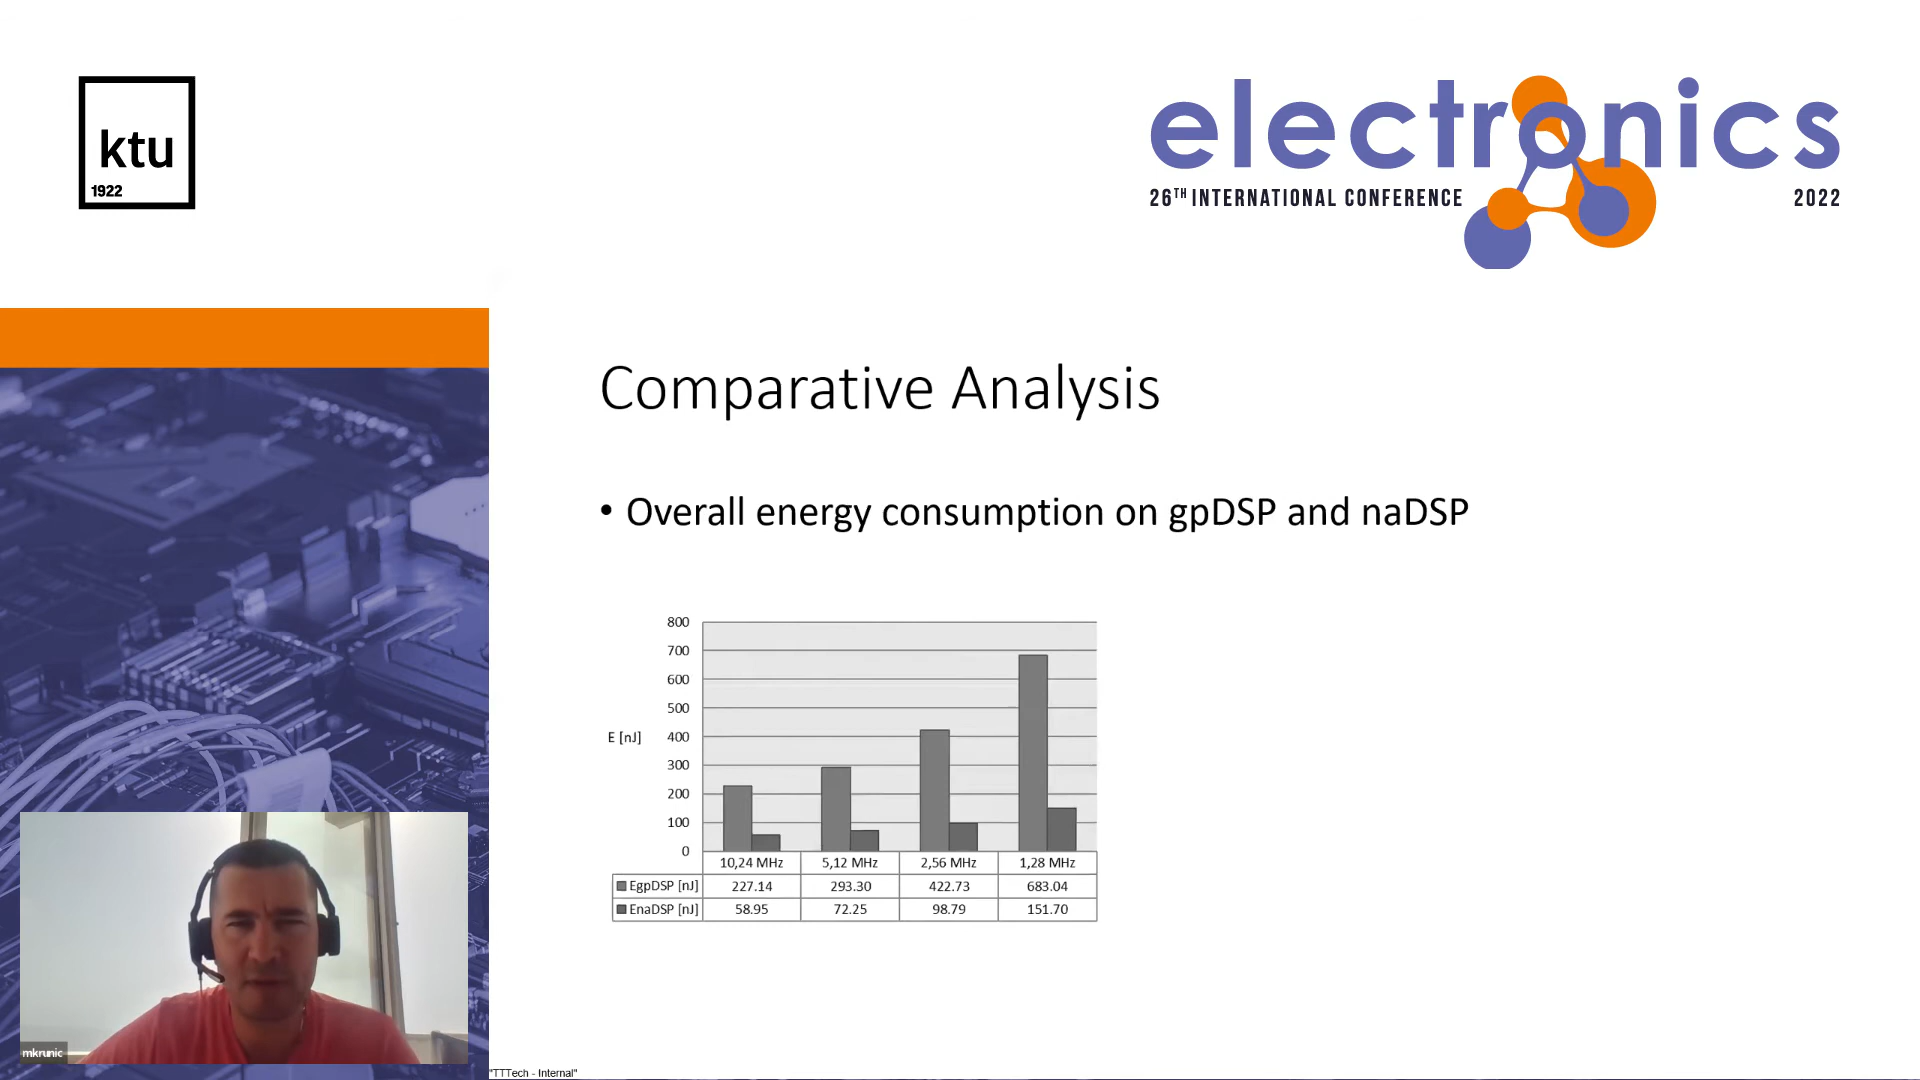 ktu
1922
electronics
26TH INTERNATIONAL CONFERENCE 2022
Comparative Analysis
• Overall energy consumption on gpDSP and naDSP
800
700
600
500
E [nJ] 400
300
200
100
0
10,24 MHz 5,12 MHz 2,56 MHz 1,28 MHz
EgpDSP [nJ] 227.14 293.30 422.73 683.04
EnaDSP [nJ] 58.95 72.25 98.79 151.70
mkrunic
"TTTech - Internal"